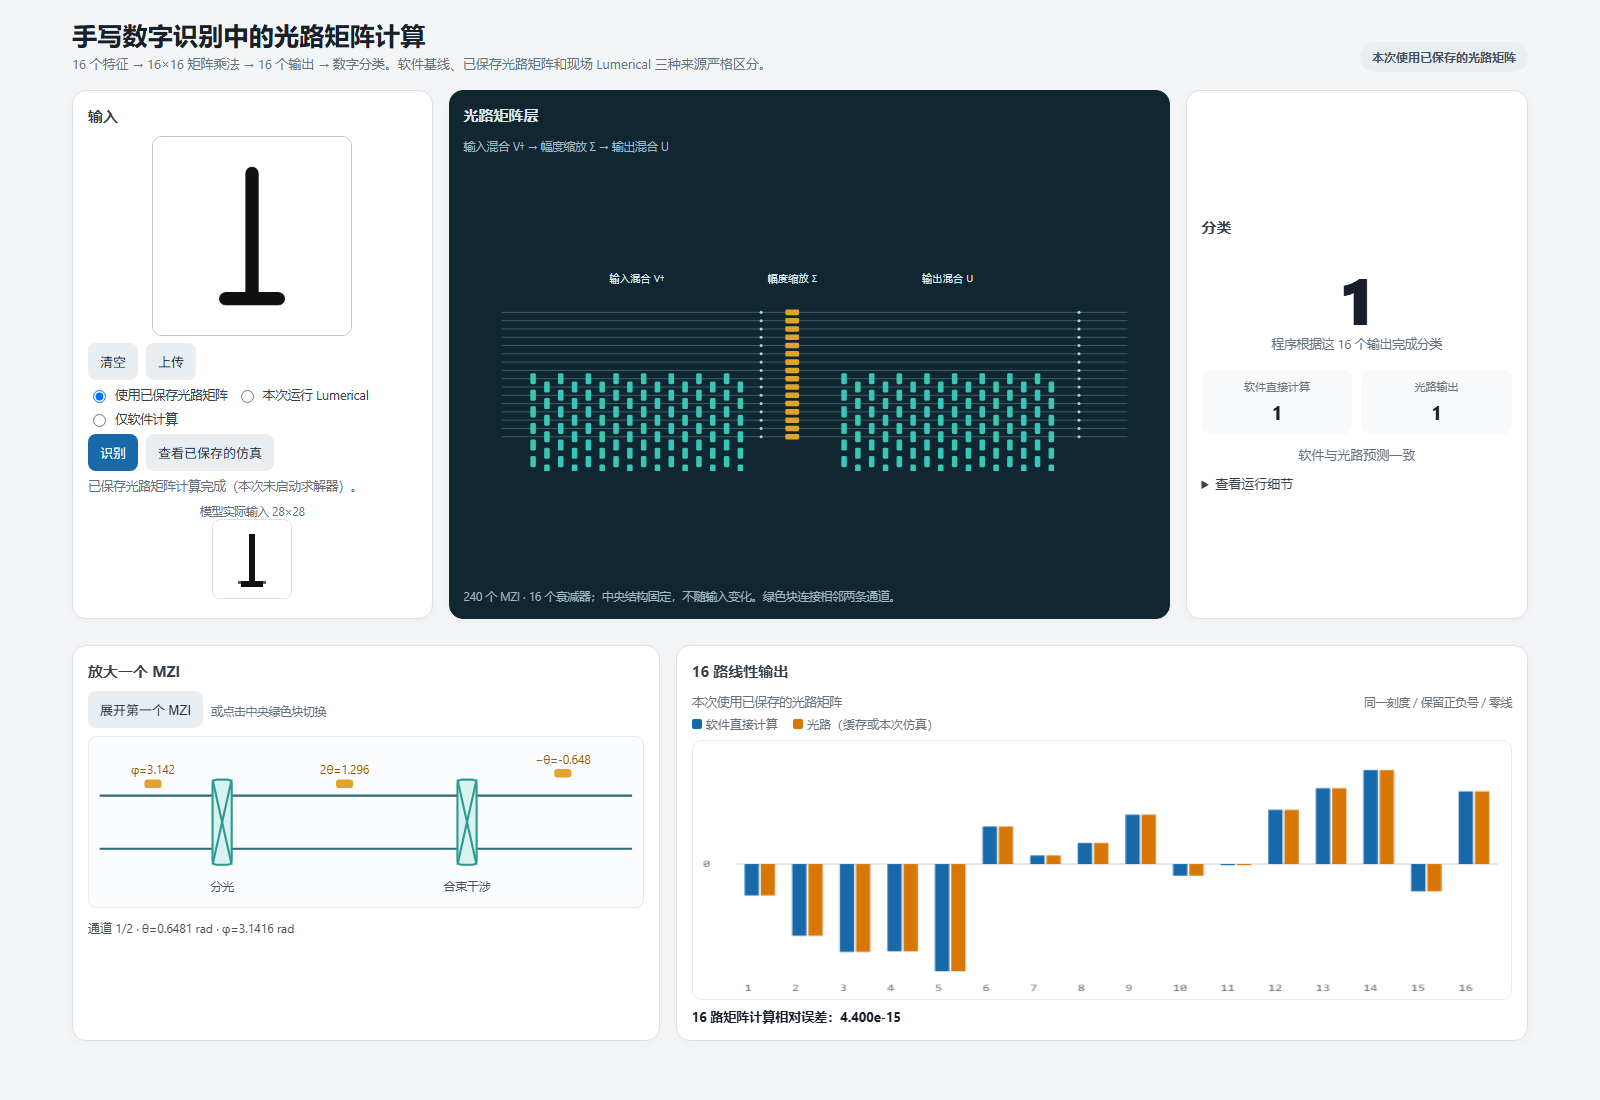 手写数字识别中的光路矩阵计算
16 个特征 → 16×16 矩阵乘法 → 16 个输出 → 数字分类。软件基线、已保存光路矩阵和现场 Lumerical 三种来源严格区分。
本次使用已保存的光路矩阵
输入
清空
上传
使用已保存光路矩阵
本次运行 Lumerical
仅软件计算
识别
查看已保存的仿真
已保存光路矩阵计算完成（本次未启动求解器）。
模型实际输入 28×28
光路矩阵层
输入混合 V† → 幅度缩放 Σ → 输出混合 U
输入混合 V†
幅度缩放 Σ
输出混合 U
240 个 MZI · 16 个衰减器；中央结构固定，不随输入变化。绿色块连接相邻两条通道。
分类
1
程序根据这 16 个输出完成分类
软件直接计算
1
光路输出
1
软件与光路预测一致
▶ 查看运行细节
放大一个 MZI
展开第一个 MZI
或点击中央绿色块切换
φ=3.142
2θ=1.296
−θ=-0.648
分光
合束干涉
通道 1/2 · θ=0.6481 rad · φ=3.1416 rad
16 路线性输出
本次使用已保存的光路矩阵
同一刻度 / 保留正负号 / 零线
软件直接计算
光路（缓存或本次仿真）
0
1 2 3 4 5 6 7 8 9 10 11 12 13 14 15 16
16 路矩阵计算相对误差：4.400e-15